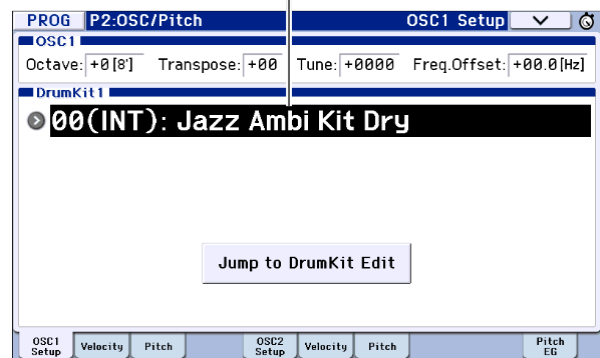 PROG P2:OSC/Pitch OSC1 Setup
OSC1
Octave: +0[8'] Transpose: +00 Tune: +0000 Freq.Offset: +00.0[Hz]
DrumKit1
00(INT): Jazz Ambi Kit Dry
Jump to DrumKit Edit
OSC1 Setup Velocity Pitch OSC2 Setup Velocity Pitch Pitch EG